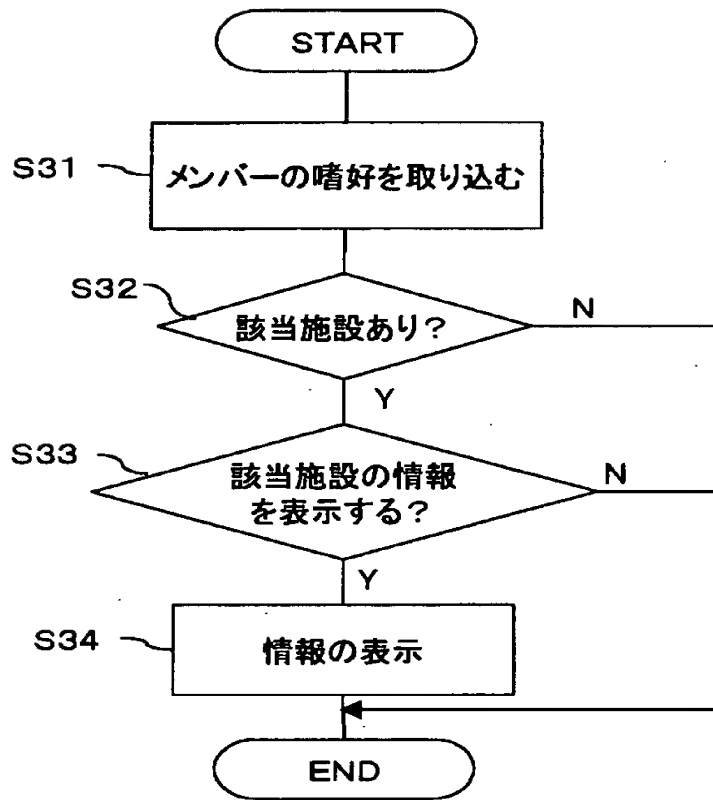 START
S31
メンバーの嗜好を取り込む
S32
該当施設あり?
N
Y
S33
該当施設の情報
を表示する?
N
Y
S34
情報の表示
END